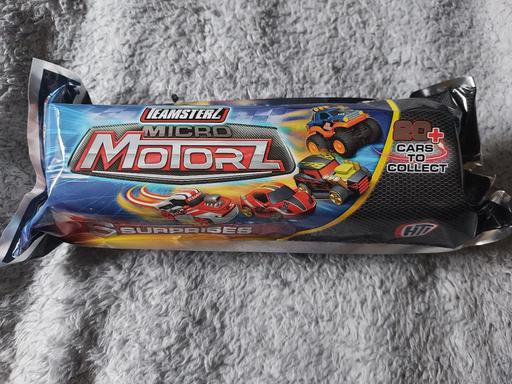 TEAMSTERZ
MICRO
MOTORZ
SURPRISES
20+
CARS
TO
COLLECT
HTI